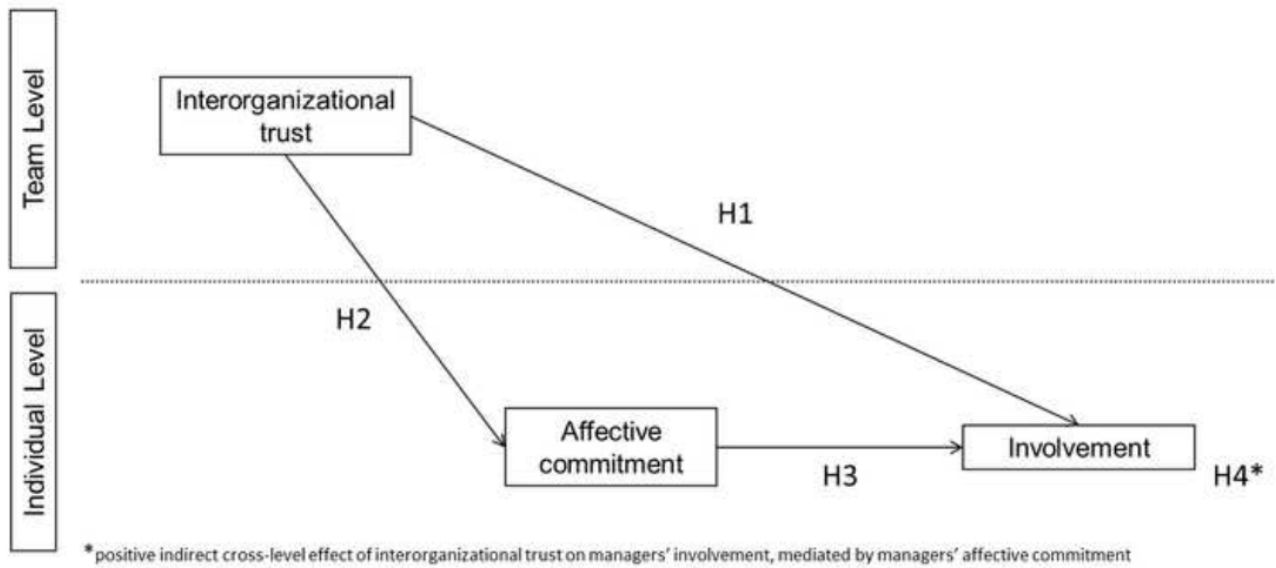 Team Level
Interorganizational
trust
H1
H2
Individual Level
Affective
commitment
H3
Involvement
H4*
*positive indirect cross-level effect of interorganizational trust on managers' involvement, mediated by managers' affective commitment